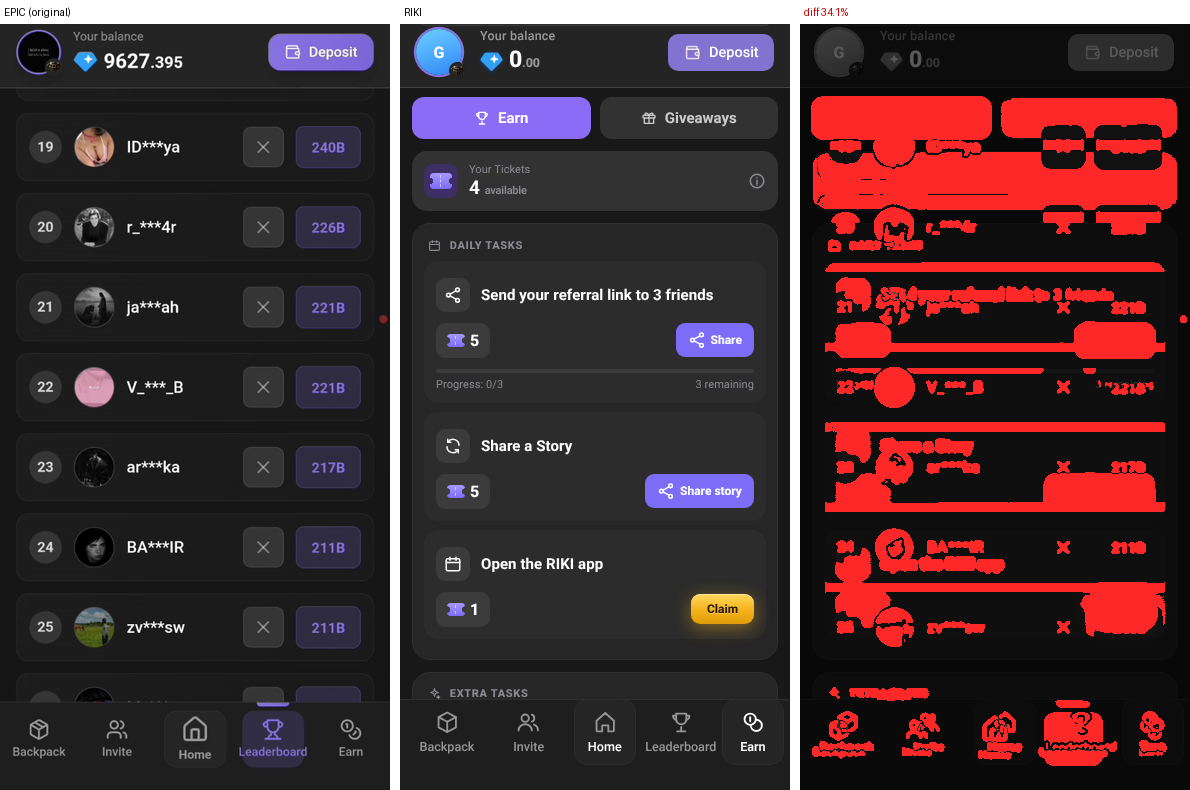 EPIC (original)
Your balance
9627.395
Deposit
19 ID***ya 240B
20 r_***4r 226B
21 ja***ah 221B
22 V_***_B 221B
23 ar***ka 217B
24 BA***IR 211B
25 zv***sw 211B
Backpack
Invite
Home
Leaderboard
Earn
RIKI
G
Your balance
0.00
Deposit
Earn
Giveaways
Your Tickets
4 available
DAILY TASKS
Send your referral link to 3 friends
5
Share
Progress: 0/3
3 remaining
Share a Story
5
Share story
Open the RIKI app
1
Claim
EXTRA TASKS
Backpack
Invite
Home
Leaderboard
Earn
diff 34.1%
G
Your balance
0.00
Deposit